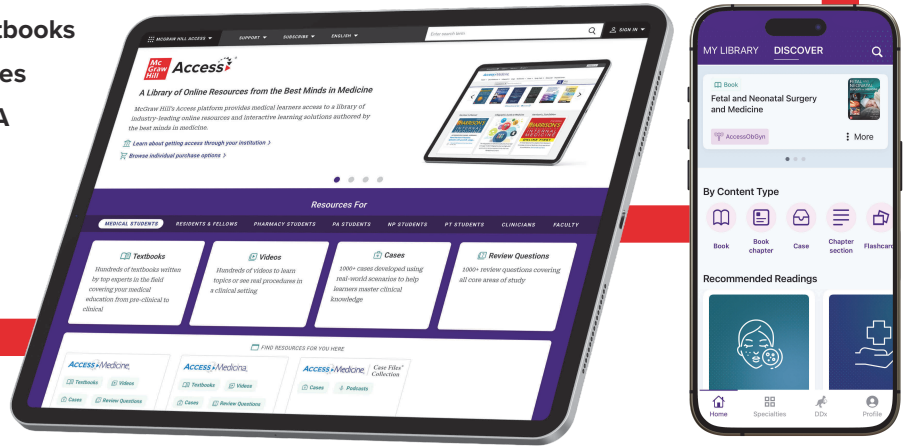 tbooks
es
A
MCGRAW HILL ACCESS
SUPPORT
SUBSCRIBE
ENGLISH
Enter search term
SIGN IN
Mc
Graw
Hill
Access
A Library of Online Resources from the Best Minds in Medicine
McGraw Hill's Access platform provides medical learners access to a library of
industry-leading online resources and interactive learning solutions authored by
the best minds in medicine.
Learn about getting access through your institution >
Browse individual purchase options >
Resources For
MEDICAL STUDENTS
RESIDENTS & FELLOWS
PHARMACY STUDENTS
PA STUDENTS
NP STUDENTS
PT STUDENTS
CLINICIANS
FACULTY
Textbooks
Hundreds of textbooks written
by top experts in the field
covering your medical
education from pre-clinical to
clinical
Videos
Hundreds of videos to learn
topics or see real procedures in
a clinical setting
Cases
1000+ cases developed using
real-world scenarios to help
learners master clinical
knowledge
Review Questions
1000+ review questions covering
all core areas of study
FIND RESOURCES FOR YOU HERE
ACCESS Medicine
Textbooks
Videos
Cases
Review Questions
ACCESS Medicine
Textbooks
Videos
Cases
Review Questions
ACCESS Medicine
Case Files
Collection
Cases
Podcasts
MY LIBRARY
DISCOVER
Book
Fetal and Neonatal Surgery
and Medicine
AccessObGyn
More
By Content Type
Book
Book
chapter
Case
Chapter
section
Flashcard
Recommended Readings
Home
Specialties
DDs
Profile